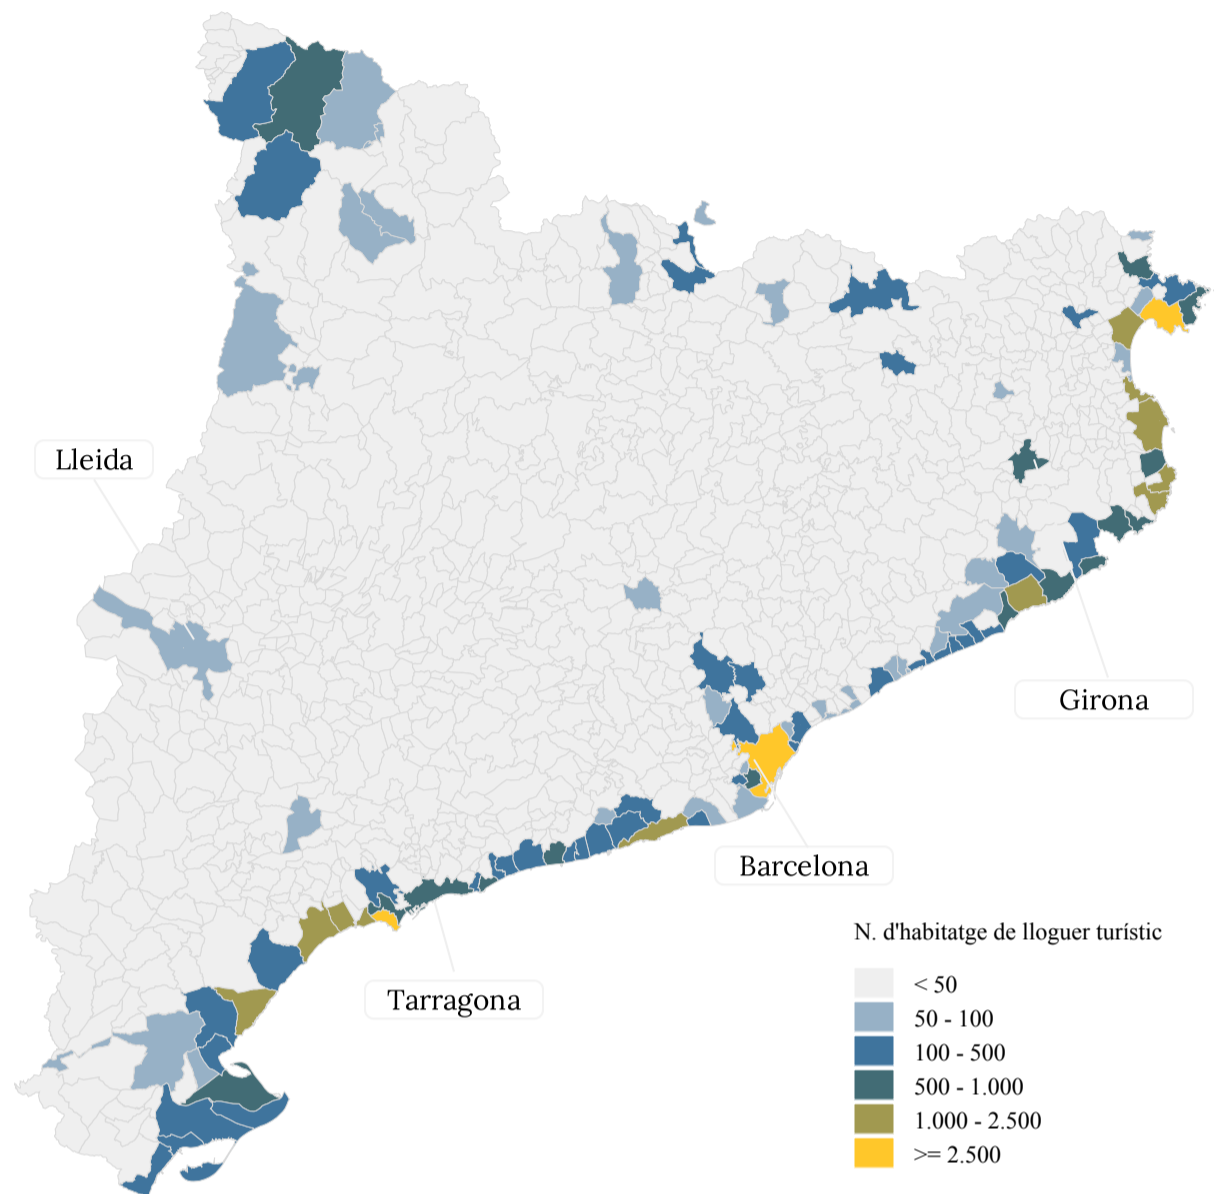 Lleida
Girona
Barcelona
Tarragona
N. d'habitatge de lloguer turístic
< 50
50 - 100
100 - 500
500 - 1.000
1.000 - 2.500
>= 2.500